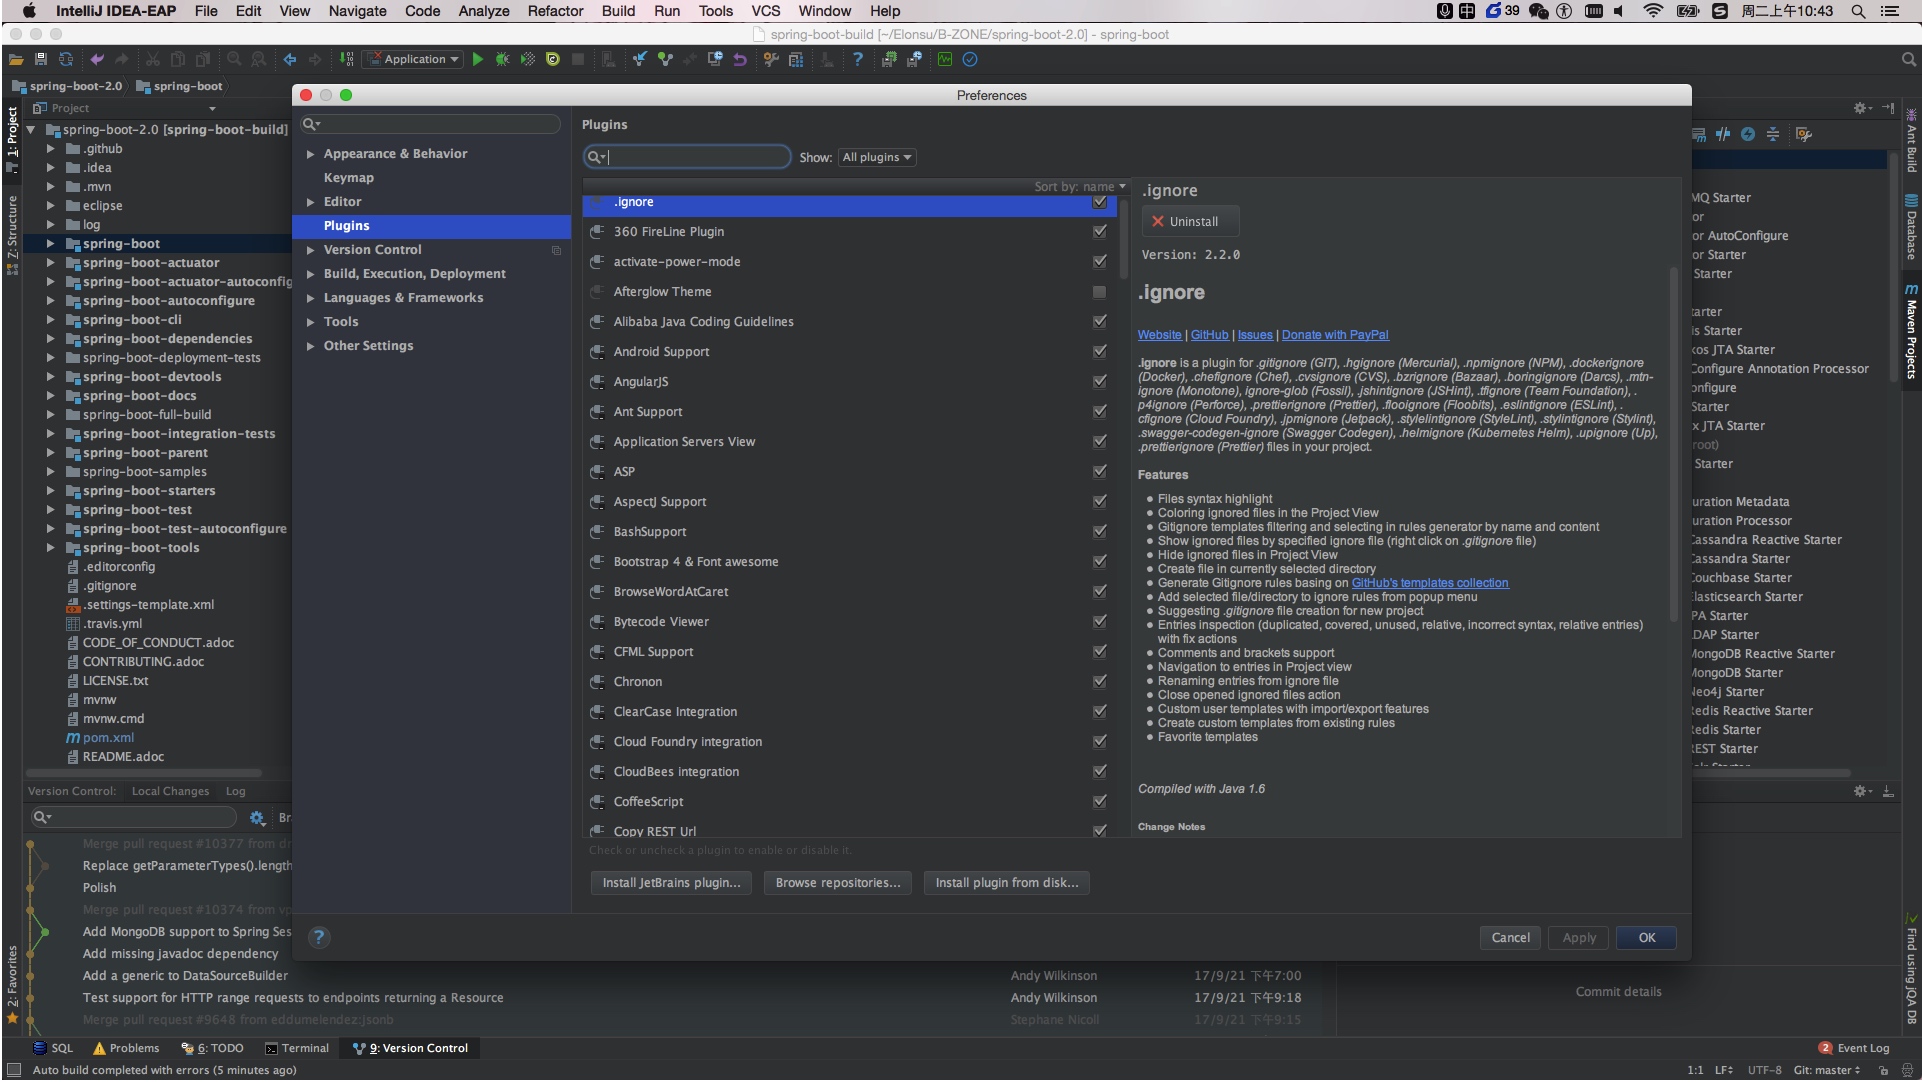 IntelliJ IDEA-EAP File Edit View Navigate Code Analyze Refactor Build Run Tools VCS Window Help 39 周二上午10:43
spring-boot-build [~/Elonsu/B-ZONE/spring-boot-2.0] - spring-boot
Application
spring-boot-2.0 spring-boot
Project
1: Project
Z: Structure
2: Favorites
spring-boot-2.0 [spring-boot-build]
.github
.idea
.mvn
eclipse
log
spring-boot
spring-boot-actuator
spring-boot-actuator-autoconfig
spring-boot-autoconfigure
spring-boot-cli
spring-boot-dependencies
spring-boot-deployment-tests
spring-boot-devtools
spring-boot-docs
spring-boot-full-build
spring-boot-integration-tests
spring-boot-parent
spring-boot-samples
spring-boot-starters
spring-boot-test
spring-boot-test-autoconfigure
spring-boot-tools
.editorconfig
.gitignore
.settings-template.xml
.travis.yml
CODE_OF_CONDUCT.adoc
CONTRIBUTING.adoc
LICENSE.txt
mvnw
mvnw.cmd
pom.xml
README.adoc
Preferences
Appearance & Behavior
Keymap
Editor
Plugins
Version Control
Build, Execution, Deployment
Languages & Frameworks
Tools
Other Settings
Plugins
Show: All plugins
Sort by: name
.ignore
360 FireLine Plugin
activate-power-mode
Afterglow Theme
Alibaba Java Coding Guidelines
Android Support
AngularJS
Ant Support
Application Servers View
ASP
AspectJ Support
BashSupport
Bootstrap 4 & Font awesome
BrowseWordAtCaret
Bytecode Viewer
CFML Support
Chronon
ClearCase Integration
Cloud Foundry integration
CloudBees integration
CoffeeScript
Copy REST Url
Check or uncheck a plugin to enable or disable it.
Install JetBrains plugin... Browse repositories... Install plugin from disk...
.ignore
Uninstall
Version: 2.2.0
.ignore
Website | GitHub | Issues | Donate with PayPal
.ignore is a plugin for .gitignore (GIT), .hgignore (Mercurial), .npmignore (NPM), .dockerignore
(Docker), .chefignore (Chef), .cvsignore (CVS), .bzrignore (Bazaar), .boringignore (Darcs), .mtn-
ignore (Monotone), ignore-glob (Fossil), .jshintignore (JSHint), .tfignore (Team Foundation), .
p4ignore (Perforce), .prettierignore (Prettier), .flooignore (Floobits), .eslintignore (ESLint), .
cfignore (Cloud Foundry), .jpmignore (Jetpack), .stylelintignore (StyleLint), .stylintignore (Stylint),
.swagger-codegen-ignore (Swagger Codegen), .helmignore (Kubernetes Helm), .upignore (Up),
.prettierignore (Prettier) files in your project.
Features
Files syntax highlight
Coloring ignored files in the Project View
Gitignore templates filtering and selecting in rules generator by name and content
Show ignored files by specified ignore file (right click on .gitignore file)
Hide ignored files in Project View
Create file in currently selected directory
Generate Gitignore rules basing on GitHub's templates collection
Add selected file/directory to ignore rules from popup menu
Suggesting .gitignore file creation for new project
Entries inspection (duplicated, covered, unused, relative, incorrect syntax, relative entries)
with fix actions
Comments and brackets support
Navigation to entries in Project view
Renaming entries from ignore file
Close opened ignored files action
Custom user templates with import/export features
Create custom templates from existing rules
Favorite templates
Compiled with Java 1.6
Change Notes
Cancel Apply OK
MQ Starter
or
or AutoConfigure
or Starter
Starter
tarter
is Starter
kos JTA Starter
Configure Annotation Processor
onfigure
Starter
x JTA Starter
root)
Starter
uration Metadata
uration Processor
Cassandra Reactive Starter
Cassandra Starter
Couchbase Starter
Elasticsearch Starter
PA Starter
DAP Starter
MongoDB Reactive Starter
MongoDB Starter
Neo4j Starter
Redis Reactive Starter
Redis Starter
REST Starter
Ant Build
Database
Maven Projects
Find using jQA DB
Version Control: Local Changes Log
Br
Merge pull request #10377 from dr
Replace getParameterTypes().length
Polish
Merge pull request #10374 from vp
Add MongoDB support to Spring Ses
Add missing javadoc dependency
Add a generic to DataSourceBuilder Andy Wilkinson 17/9/21 下午7:00
Test support for HTTP range requests to endpoints returning a Resource Andy Wilkinson 17/9/21 下午9:18
Merge pull request #9648 from eddumelendez:jsonb Stephane Nicoll 17/9/21 下午9:15
Commit details
SQL Problems 6: TODO Terminal 9: Version Control 2 Event Log
Auto build completed with errors (5 minutes ago) 1:1 LF UTF-8 Git: master